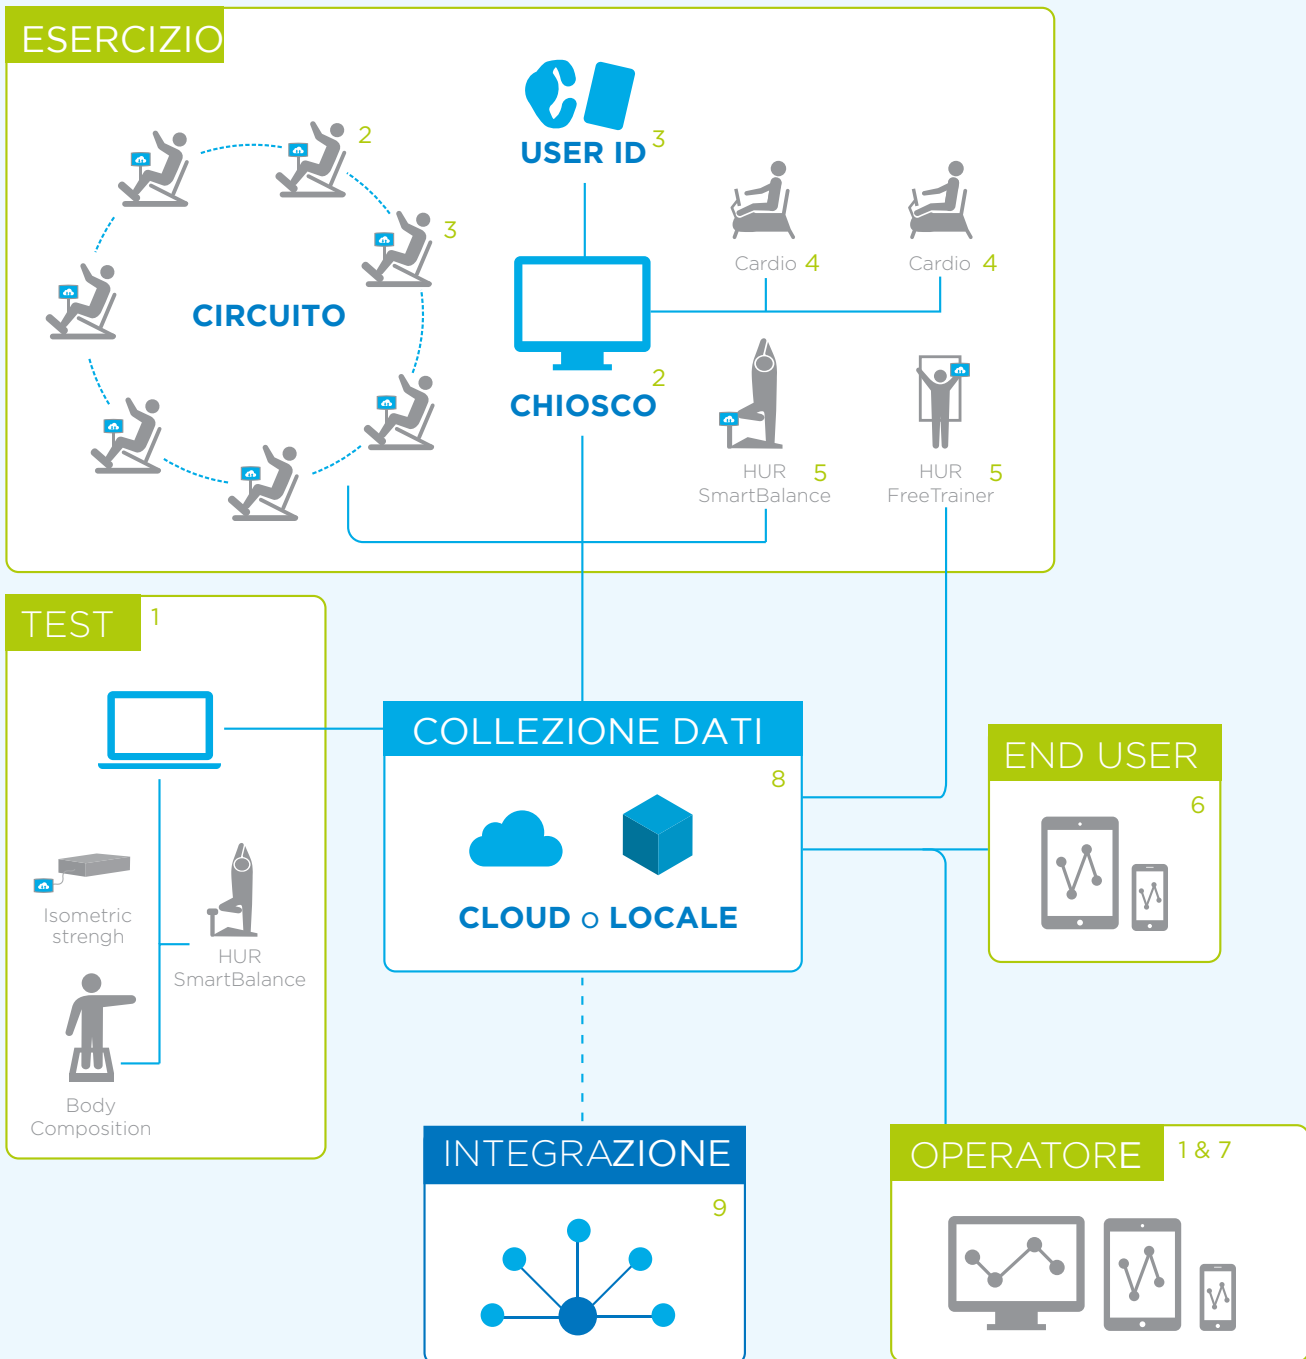 ESERCIZIO
2
3
CIRCUITO
USER ID 3
Cardio 4
Cardio 4
2
CHIOSCO
HUR 5
SmartBalance
HUR 5
FreeTrainer
TEST 1
Isometric
strengh
HUR
SmartBalance
Body
Composition
COLLEZIONE DATI
8
CLOUD o LOCALE
END USER
6
INTEGRAZIONE
9
OPERATORE 1 & 7